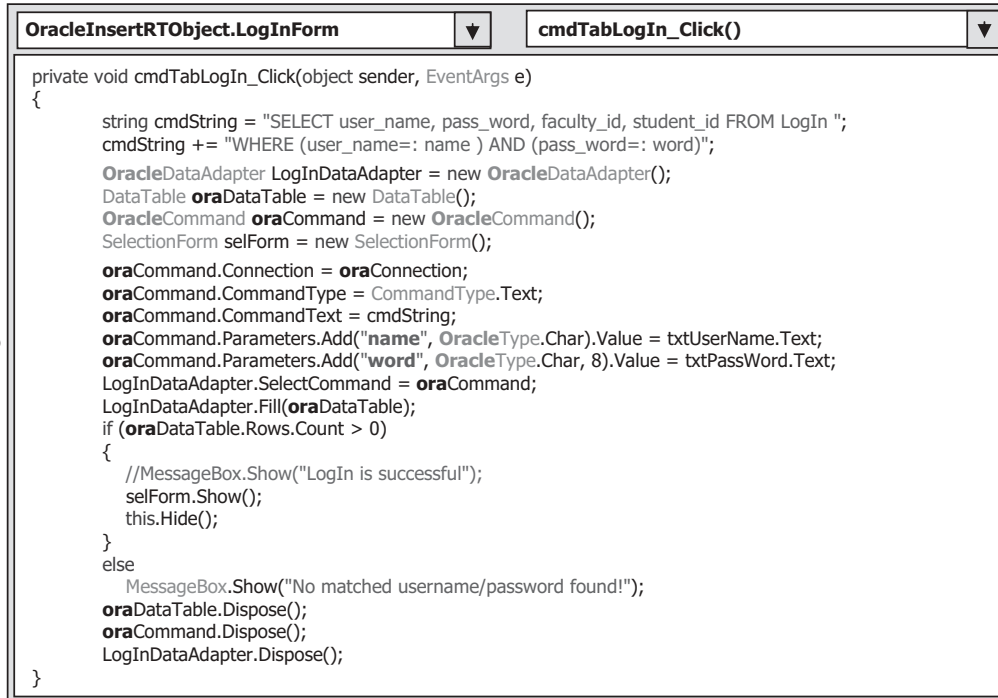 OracleInsertRTObject.LogInForm
cmdTabLogIn_Click()
private void cmdTabLogIn_Click(object sender, EventArgs e)
{
string cmdString = "SELECT user_name, pass_word, faculty_id, student_id FROM LogIn ";
cmdString += "WHERE (user_name=: name ) AND (pass_word=: word)";
OracleDataAdapter LogInDataAdapter = new OracleDataAdapter();
DataTable oraDataTable = new DataTable();
OracleCommand oraCommand = new OracleCommand();
SelectionForm selForm = new SelectionForm();
oraCommand.Connection = oraConnection;
oraCommand.CommandType = CommandType.Text;
oraCommand.CommandText = cmdString;
oraCommand.Parameters.Add("name", OracleType.Char).Value = txtUserName.Text;
oraCommand.Parameters.Add("word", OracleType.Char, 8).Value = txtPassWord.Text;
LogInDataAdapter.SelectCommand = oraCommand;
LogInDataAdapter.Fill(oraDataTable);
if (oraDataTable.Rows.Count > 0)
{
//MessageBox.Show("LogIn is successful");
selForm.Show();
this.Hide();
}
else
MessageBox.Show("No matched username/password found!");
oraDataTable.Dispose();
oraCommand.Dispose();
LogInDataAdapter.Dispose();
}